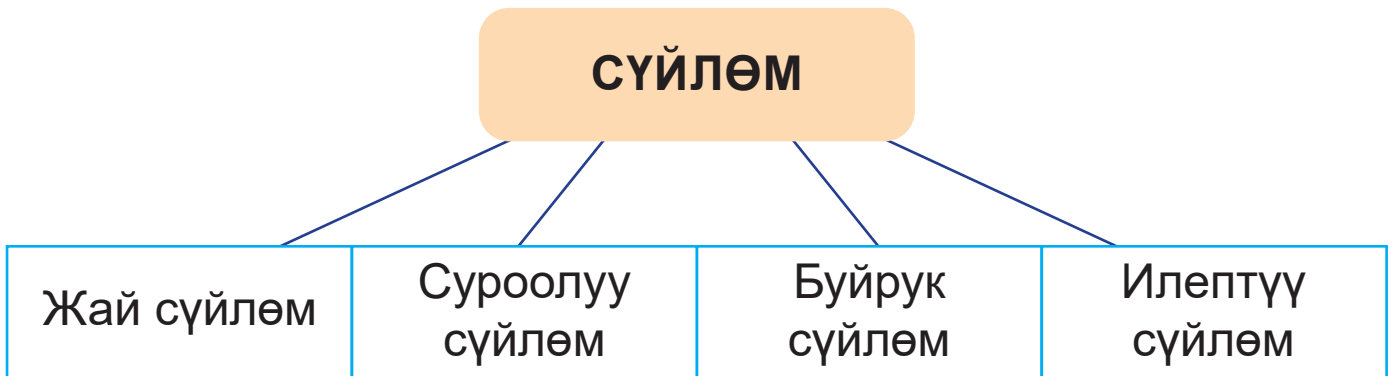 СҮЙЛӨМ
Жай сүйлөм
Суроолуу
сүйлөм
Буйрук
сүйлөм
Илептүү
сүйлөм